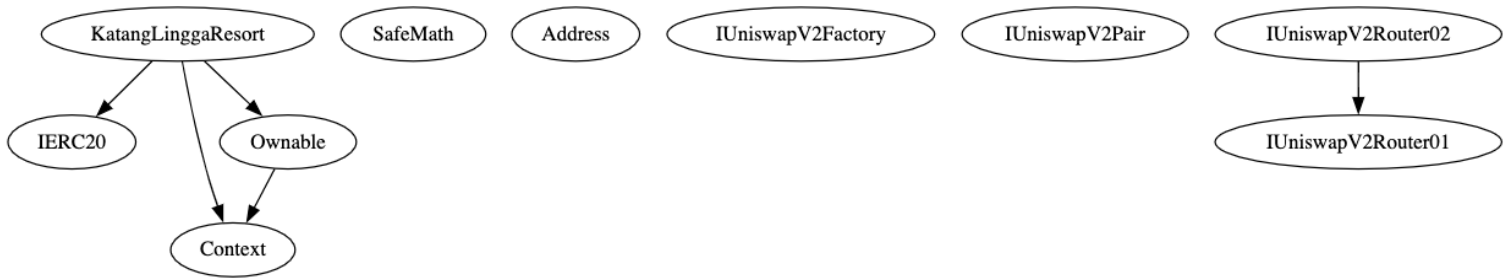 KatangLinggaResort
SafeMath
Address
IUniswapV2Factory
IUniswapV2Pair
IUniswapV2Router02
IERC20
Ownable
IUniswapV2Router01
Context